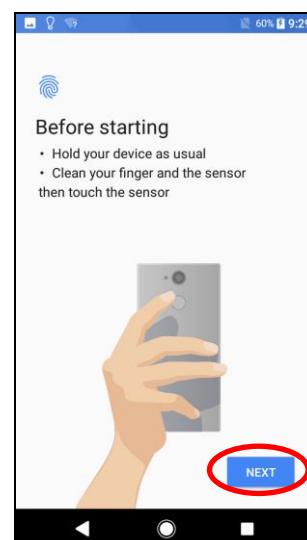 60% 9:29
Before starting
• Hold your device as usual
• Clean your finger and the sensor
then touch the sensor
NEXT